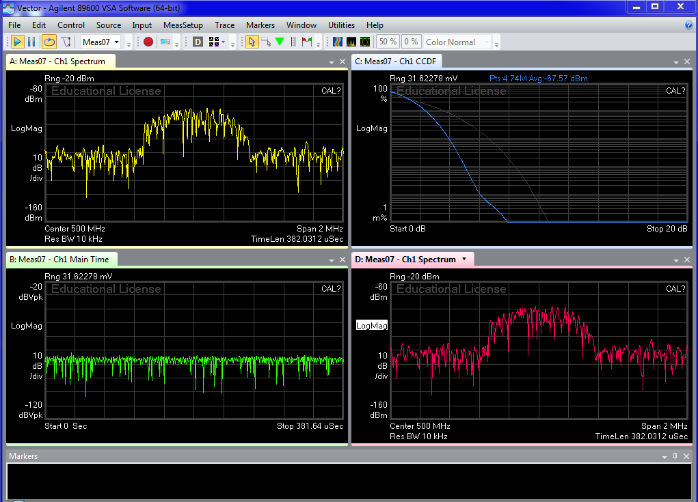 Vector - Agilent 89600 VSA Software (64-bit)
File Edit Control Source Input MeasSetup Trace Markers Window Utilities Help
Meas07 D 50 % 0 % Color Normal
A: Meas07 - Ch1 Spectrum
Rng -20 dBm
-60
dBm
Educational License
CAL?
LogMag
10
dB
/div
-160
dBm
Center 500 MHz
Span 2 MHz
Res BW 10 kHz
TimeLen 382.0312 uSec
C: Meas07 - Ch1 CCDF
Rng 31.62278 mV
Pts 4.74M Avg -67.57 dBm
100
%
Educational License
CAL?
LogMag
1
m%
Start 0 dB
Stop 20 dB
B: Meas07 - Ch1 Main Time
Rng 31.62278 mV
-20
dBVpk
Educational License
CAL?
LogMag
10
dB
/div
-120
dBVpk
Start 0 Sec
Stop 381.64 uSec
D: Meas07 - Ch1 Spectrum
Rng -20 dBm
-60
dBm
Educational License
CAL?
LogMag
10
dB
/div
-160
dBm
Center 500 MHz
Span 2 MHz
Res BW 10 kHz
TimeLen 382.0312 uSec
Markers